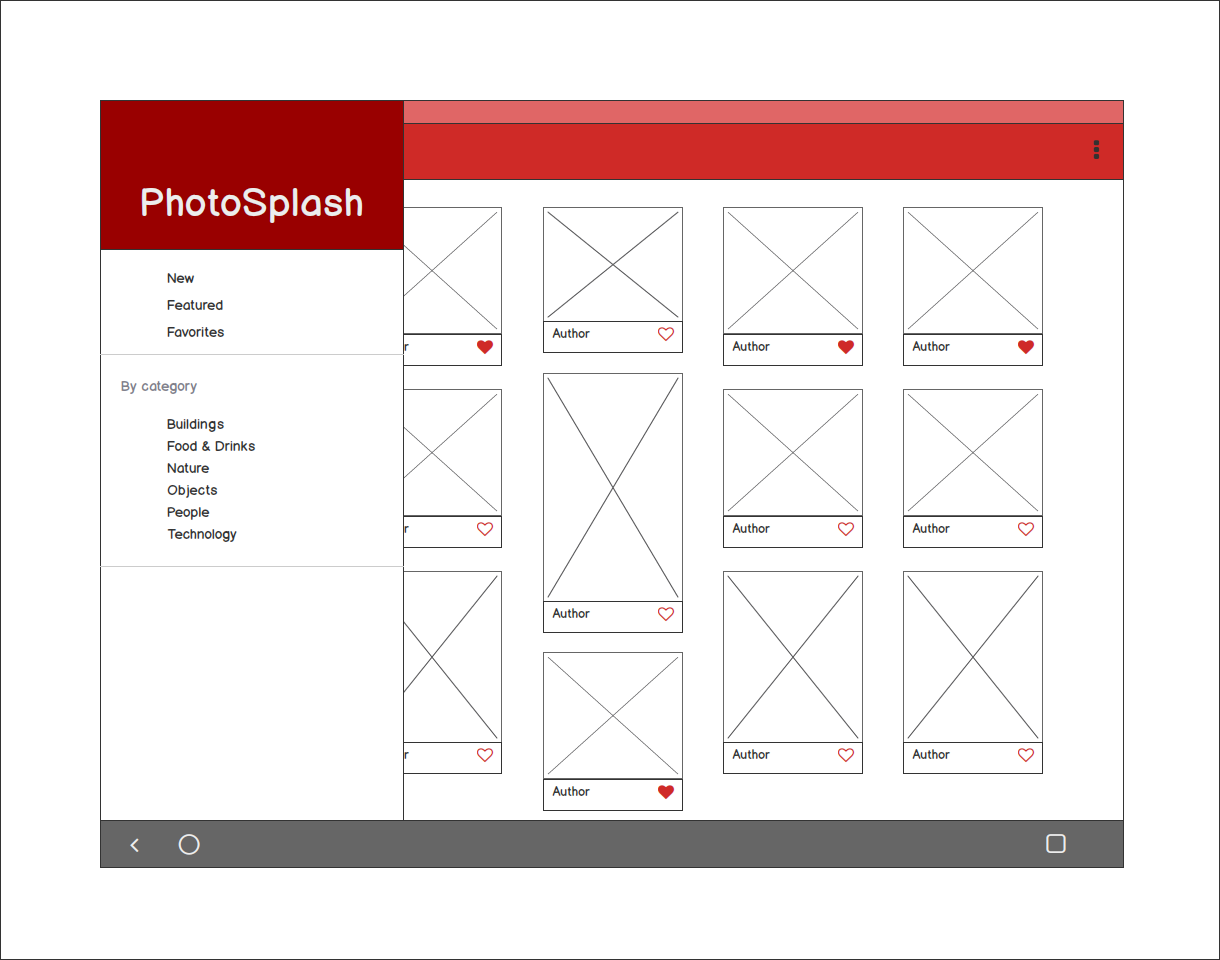 PhotoSplash
New
Featured
Favorites
By category
Buildings
Food & Drinks
Nature
Objects
People
Technology
Author
r
Author
Author
r
Author
Author
Author
r
Author
Author
Author